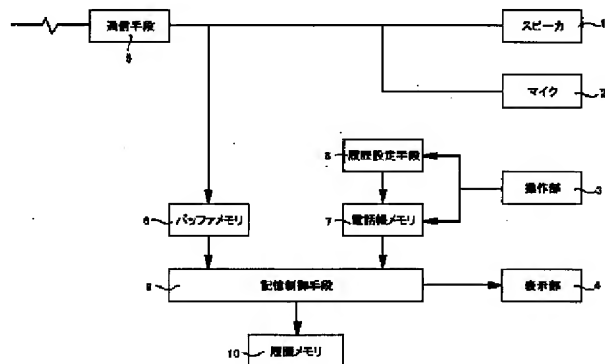 通信手段
5
スピーカ
1
マイク
2
8
履歴設定手段
操作部
3
6
バッファメモリ
7
電話帳メモリ
9
記憶制御手段
表示部
4
10
履歴メモリ